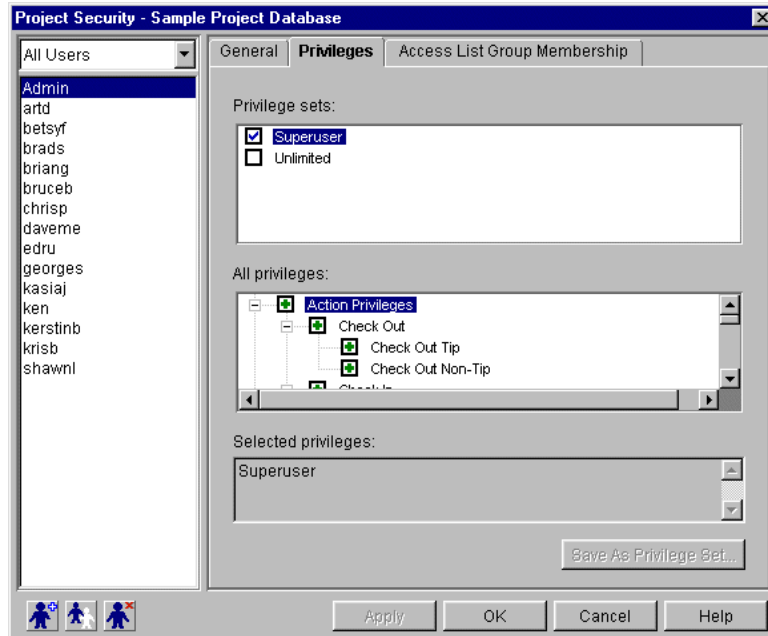 Project Security - Sample Project Database
All Users
Admin
artd
betsyf
brads
briang
bruceb
chrisp
daveme
edru
georges
kasiaj
ken
kerstinb
krisb
shawnl
General
Privileges
Access List Group Membership
Privilege sets:
Superuser
Unlimited
All privileges:
Action Privileges
Check Out
Check Out Tip
Check Out Non-Tip
Check In
Selected privileges:
Superuser
Save As Privilege Set...
Apply
OK
Cancel
Help